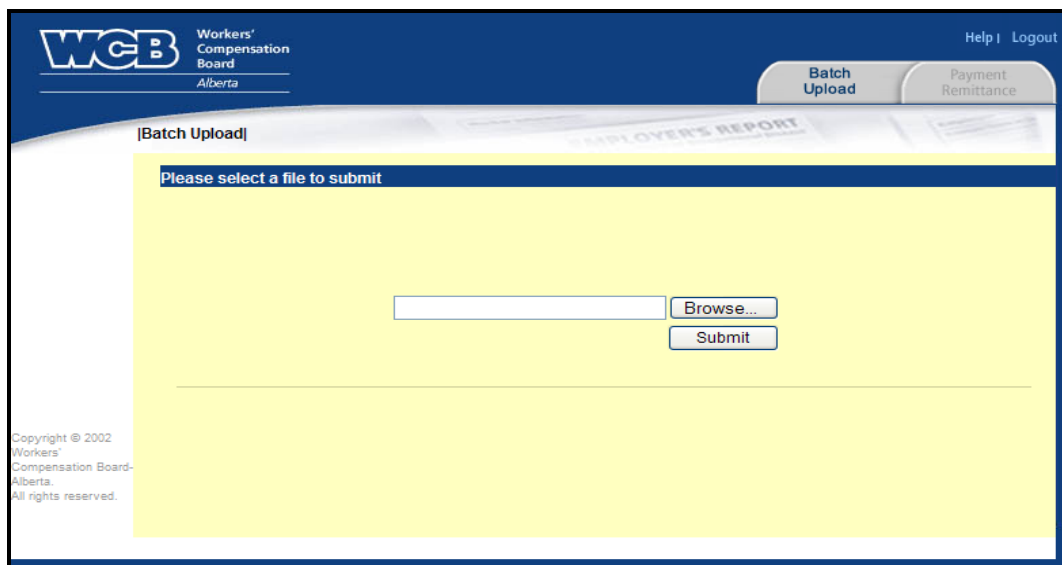 WCB
Workers'
Compensation
Board
Alberta
Help | Logout
Batch
Upload
Payment
Remittance
|Batch Upload|
EMPLOYER'S REPORT
Please select a file to submit
Browse...
Submit
Copyright © 2002
Workers'
Compensation Board-
Alberta.
All rights reserved.